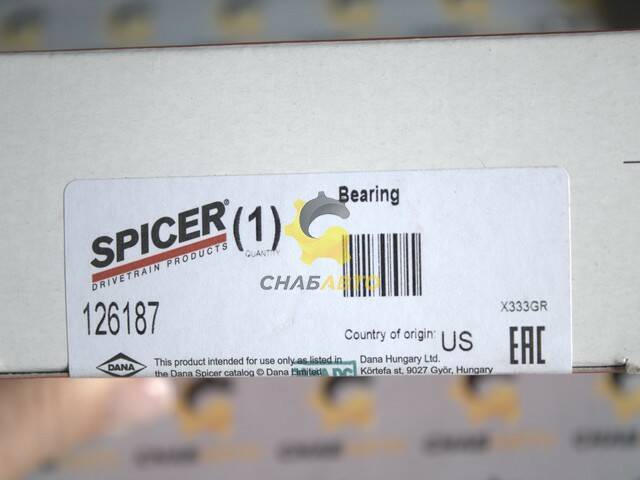 Bearing
SPICER® (1)
DRIVETRAIN PRODUCTS
QUANTITY
СНАБАВТО
126187
X333GR
Country of origin: US
EAC
DANA
This product intended for use only as listed in
the Dana Spicer catalog © Dana Limited
Dana Hungary Ltd.
Körtefa st, 9027 Győr, Hungary
СНАБАВТО